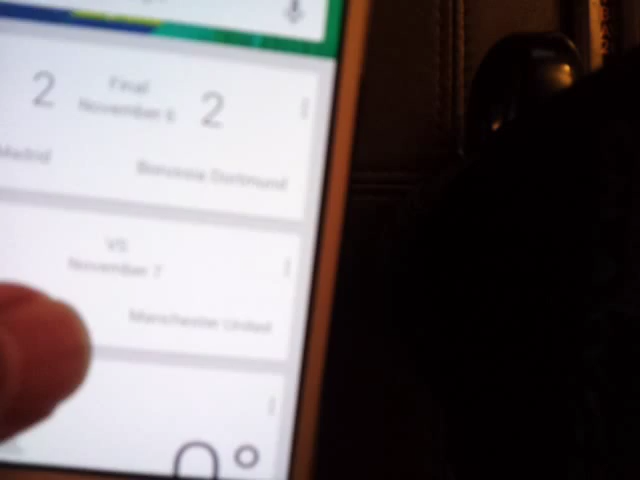 2 Final 2
November 6
Madrid Borussia Dortmund
VS
November 7
Manchester United
0°